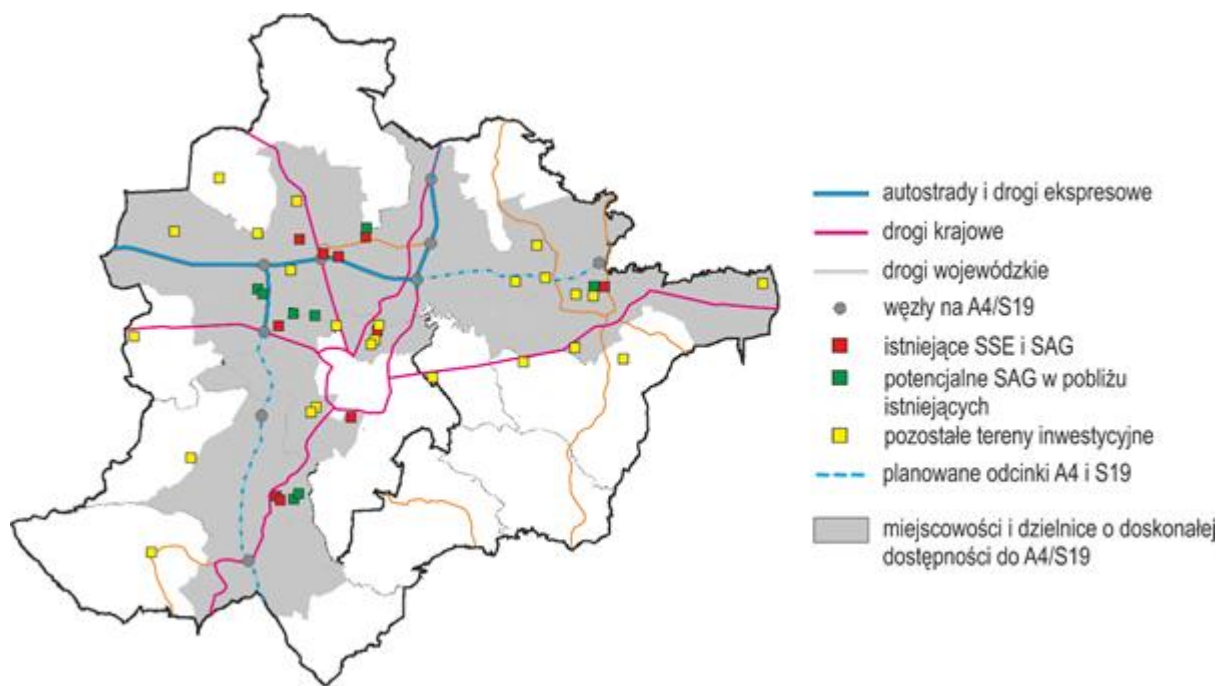 autostrady i drogi ekspresowe
drogi krajowe
drogi wojewódzkie
węzły na A4/S19
istniejące SSE i SAG
potencjalne SAG w pobliżu
istniejących
pozostałe tereny inwestycyjne
planowane odcinki A4 i S19
miejscowości i dzielnice o doskonałej
dostępności do A4/S19